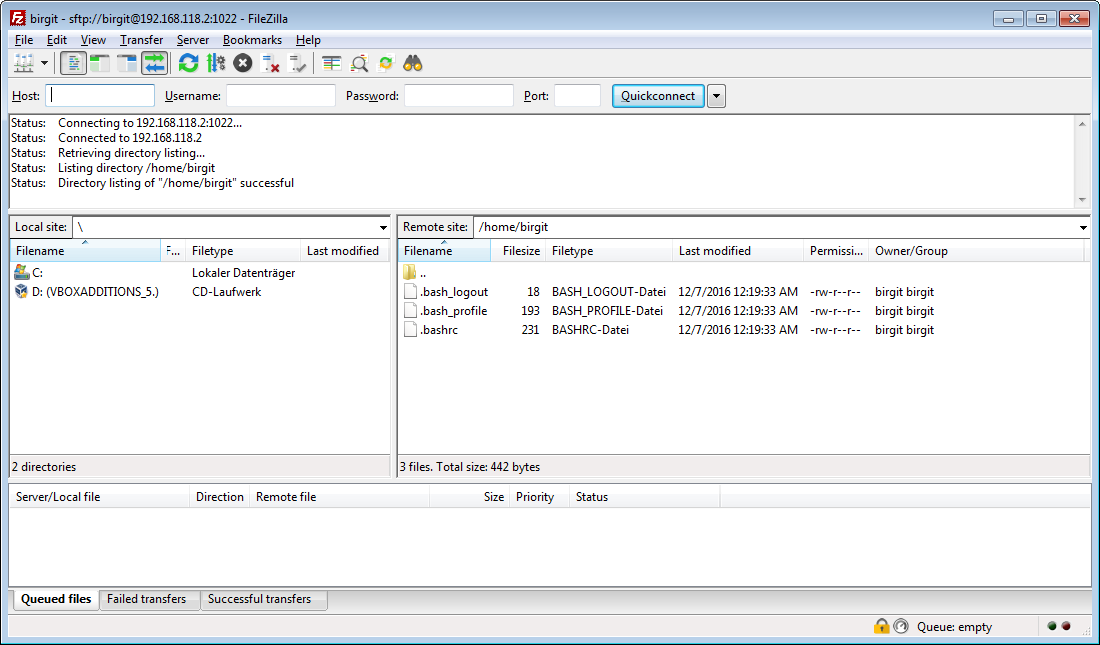 birgit - sftp://birgit@192.168.118.2:1022 - FileZilla
File Edit View Transfer Server Bookmarks Help
Host: Username: Password: Port: Quickconnect
Status: Connecting to 192.168.118.2:1022...
Status: Connected to 192.168.118.2
Status: Retrieving directory listing...
Status: Listing directory /home/birgit
Status: Directory listing of "/home/birgit" successful
Local site: \
Filename F... Filetype Last modified
C: Lokaler Datenträger
D: (VBOXADDITIONS_5.) CD-Laufwerk
2 directories
Remote site: /home/birgit
Filename Filesize Filetype Last modified Permissi... Owner/Group
..
.bash_logout 18 BASH_LOGOUT-Datei 12/7/2016 12:19:33 AM -rw-r--r-- birgit birgit
.bash_profile 193 BASH_PROFILE-Datei 12/7/2016 12:19:33 AM -rw-r--r-- birgit birgit
.bashrc 231 BASHRC-Datei 12/7/2016 12:19:33 AM -rw-r--r-- birgit birgit
3 files. Total size: 442 bytes
Server/Local file Direction Remote file Size Priority Status
Queued files Failed transfers Successful transfers
Queue: empty